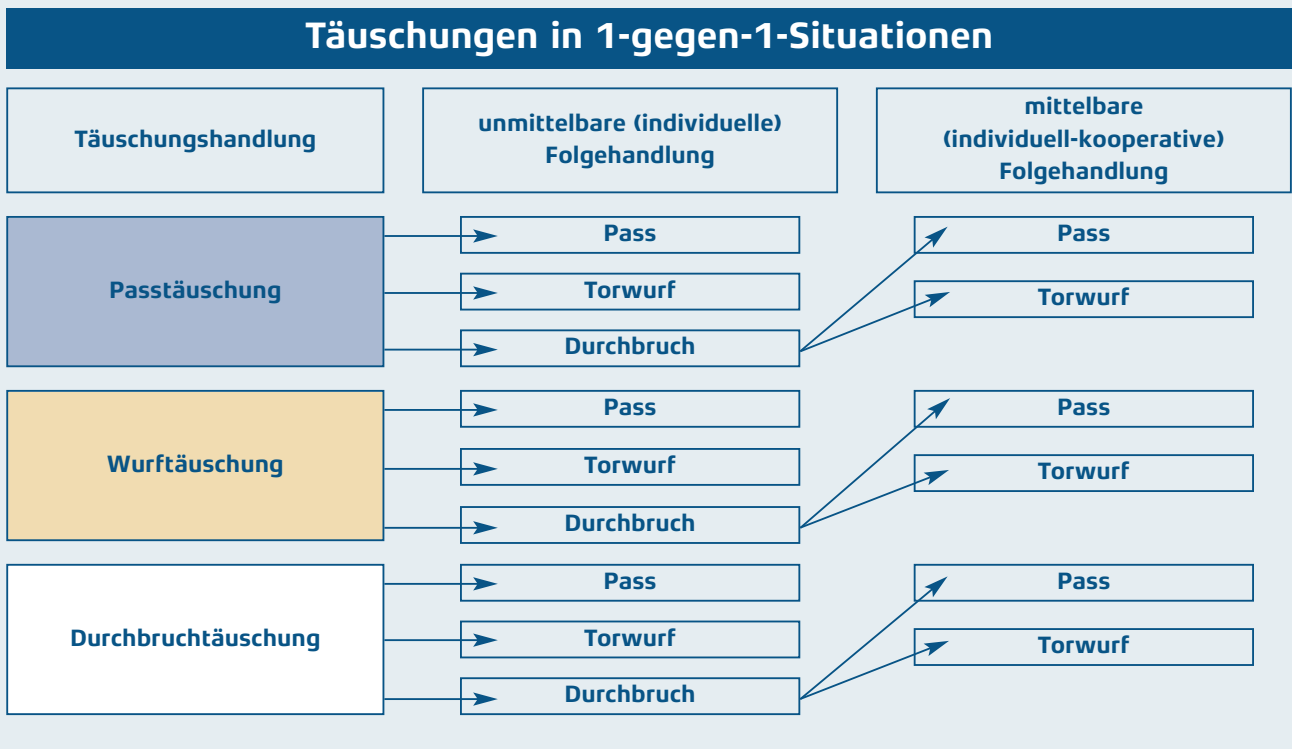 Täuschungen in 1-gegen-1-Situationen
Täuschungshandlung
unmittelbare (individuelle)
Folgehandlung
mittelbare
(individuell-kooperative)
Folgehandlung
Passtäuschung
Pass
Torwurf
Durchbruch
Pass
Torwurf
Wurftäuschung
Pass
Torwurf
Durchbruch
Pass
Torwurf
Durchbruchtäuschung
Pass
Torwurf
Durchbruch
Pass
Torwurf